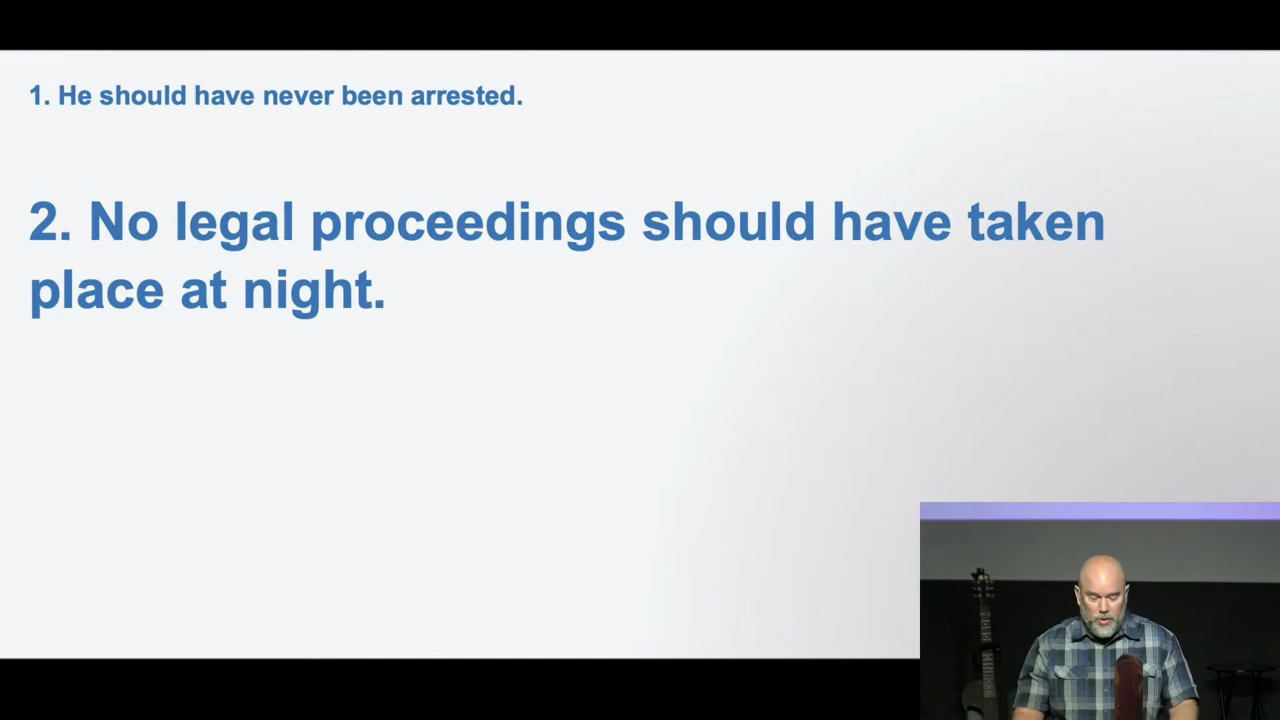 1. He should have never been arrested.
2. No legal proceedings should have taken
place at night.